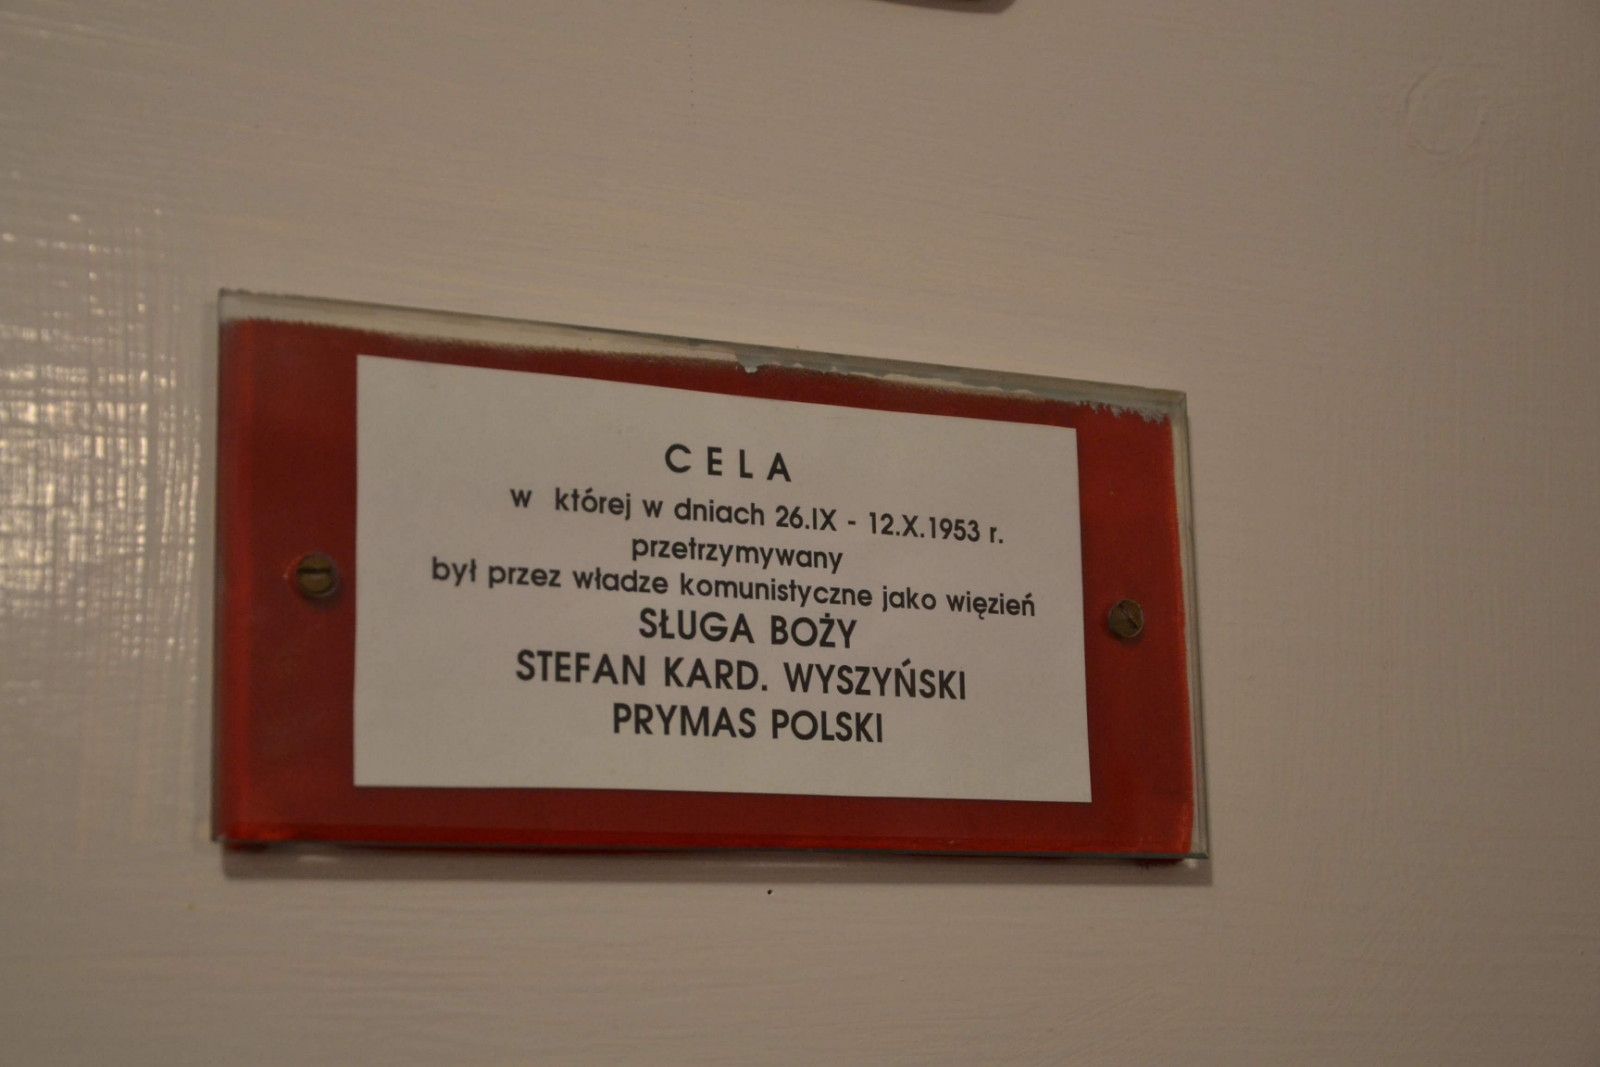 CELA
w której w dniach 26.IX - 12.X.1953 r.
przetrzymywany
był przez władze komunistyczne jako więzień
SŁUGA BOŻY
STEFAN KARD. WYSZYŃSKI
PRYMAS POLSKI